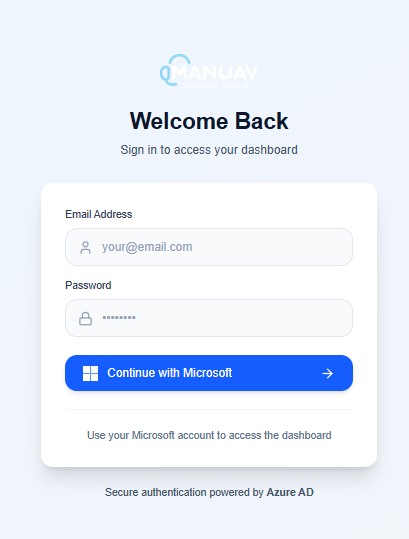 MANUAV
Welcome Back
Sign in to access your dashboard
Email Address
your@email.com
Password
••••••••
Continue with Microsoft
Use your Microsoft account to access the dashboard
Secure authentication powered by Azure AD